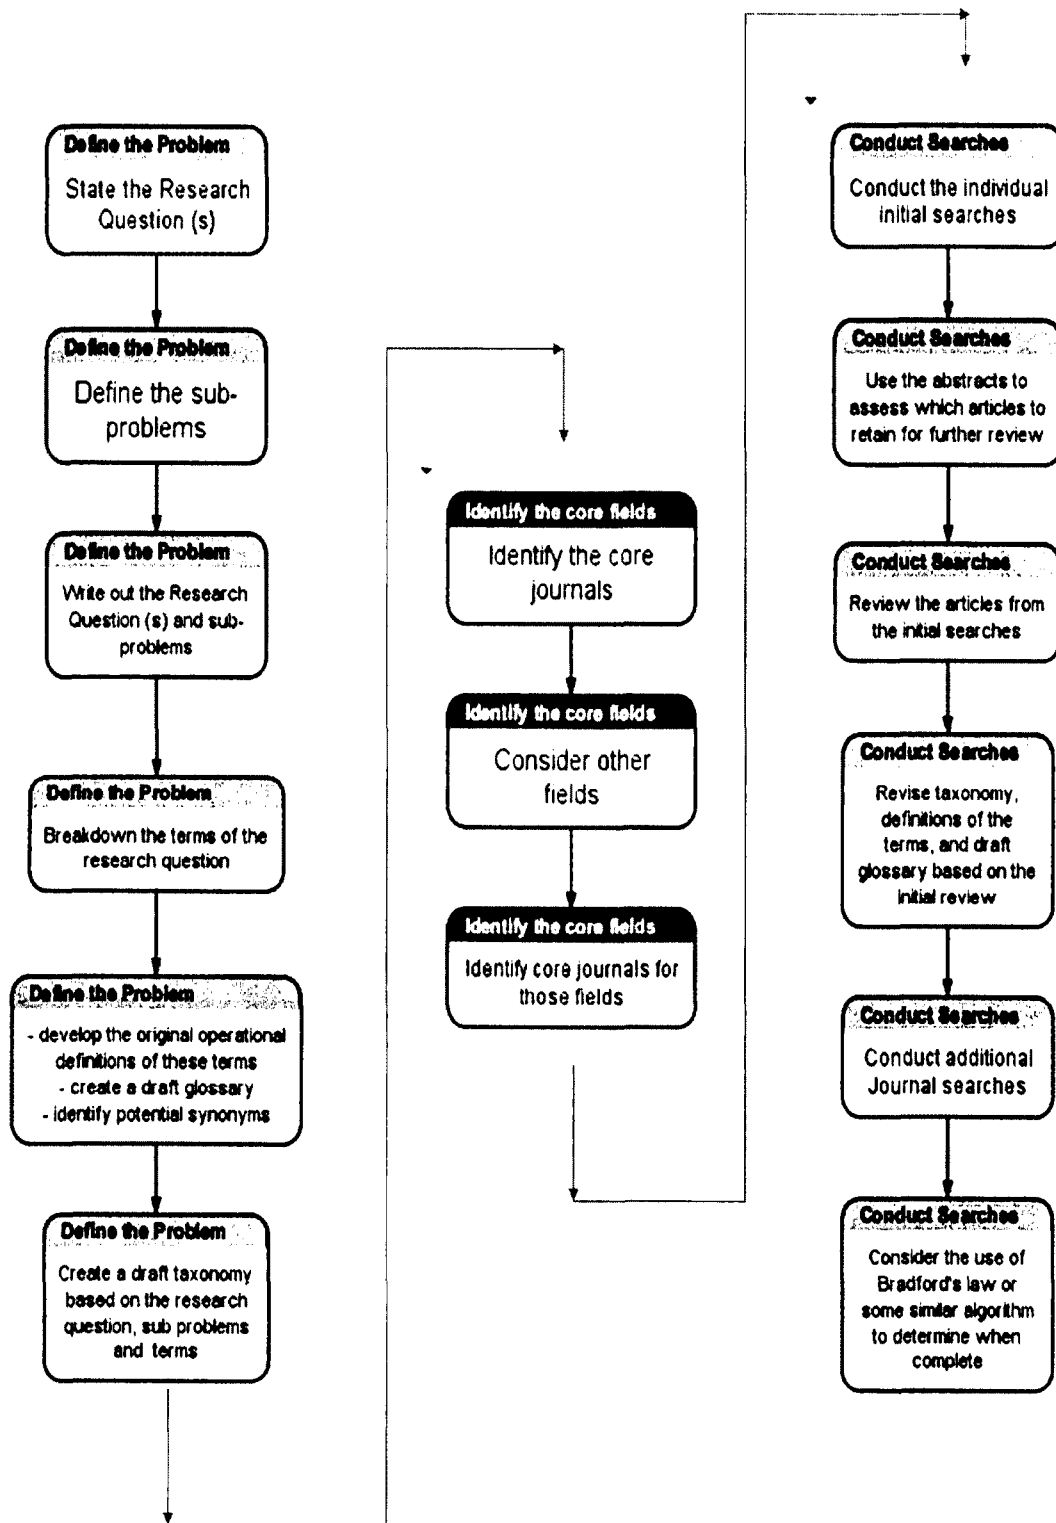 Define the Problem
State the Research
Question (s)
Define the Problem
Define the sub-
problems
Define the Problem
Write out the Research
Question (s) and sub-
problems
Define the Problem
Breakdown the terms of the
research question
Define the Problem
- develop the original operational
definitions of these terms
- create a draft glossary
- identify potential synonyms
Define the Problem
Create a draft taxonomy
based on the research
question, sub problems
and terms
Identify the core fields
Identify the core
journals
Identify the core fields
Consider other
fields
Identify the core fields
Identify core journals for
those fields
Conduct Searches
Conduct the individual
initial searches
Conduct Searches
Use the abstracts to
assess which articles to
retain for further review
Conduct Searches
Review the articles from
the initial searches
Conduct Searches
Revise taxonomy,
definitions of the
terms, and draft
glossary based on the
initial review
Conduct Searches
Conduct additional
Journal searches
Conduct Searches
Consider the use of
Bradford's law or
some similar algorithm
to determine when
complete